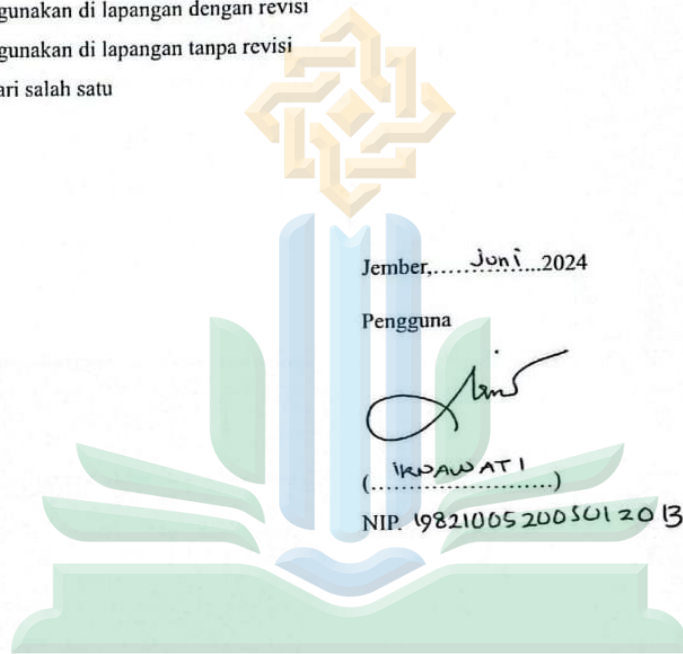 gunakan di lapangan dengan revisi
gunakan di lapangan tanpa revisi
ari salah satu
Jember,.....Juni...2024
Pengguna
(...IRNAWATI...)
NIP. 198210052005012013